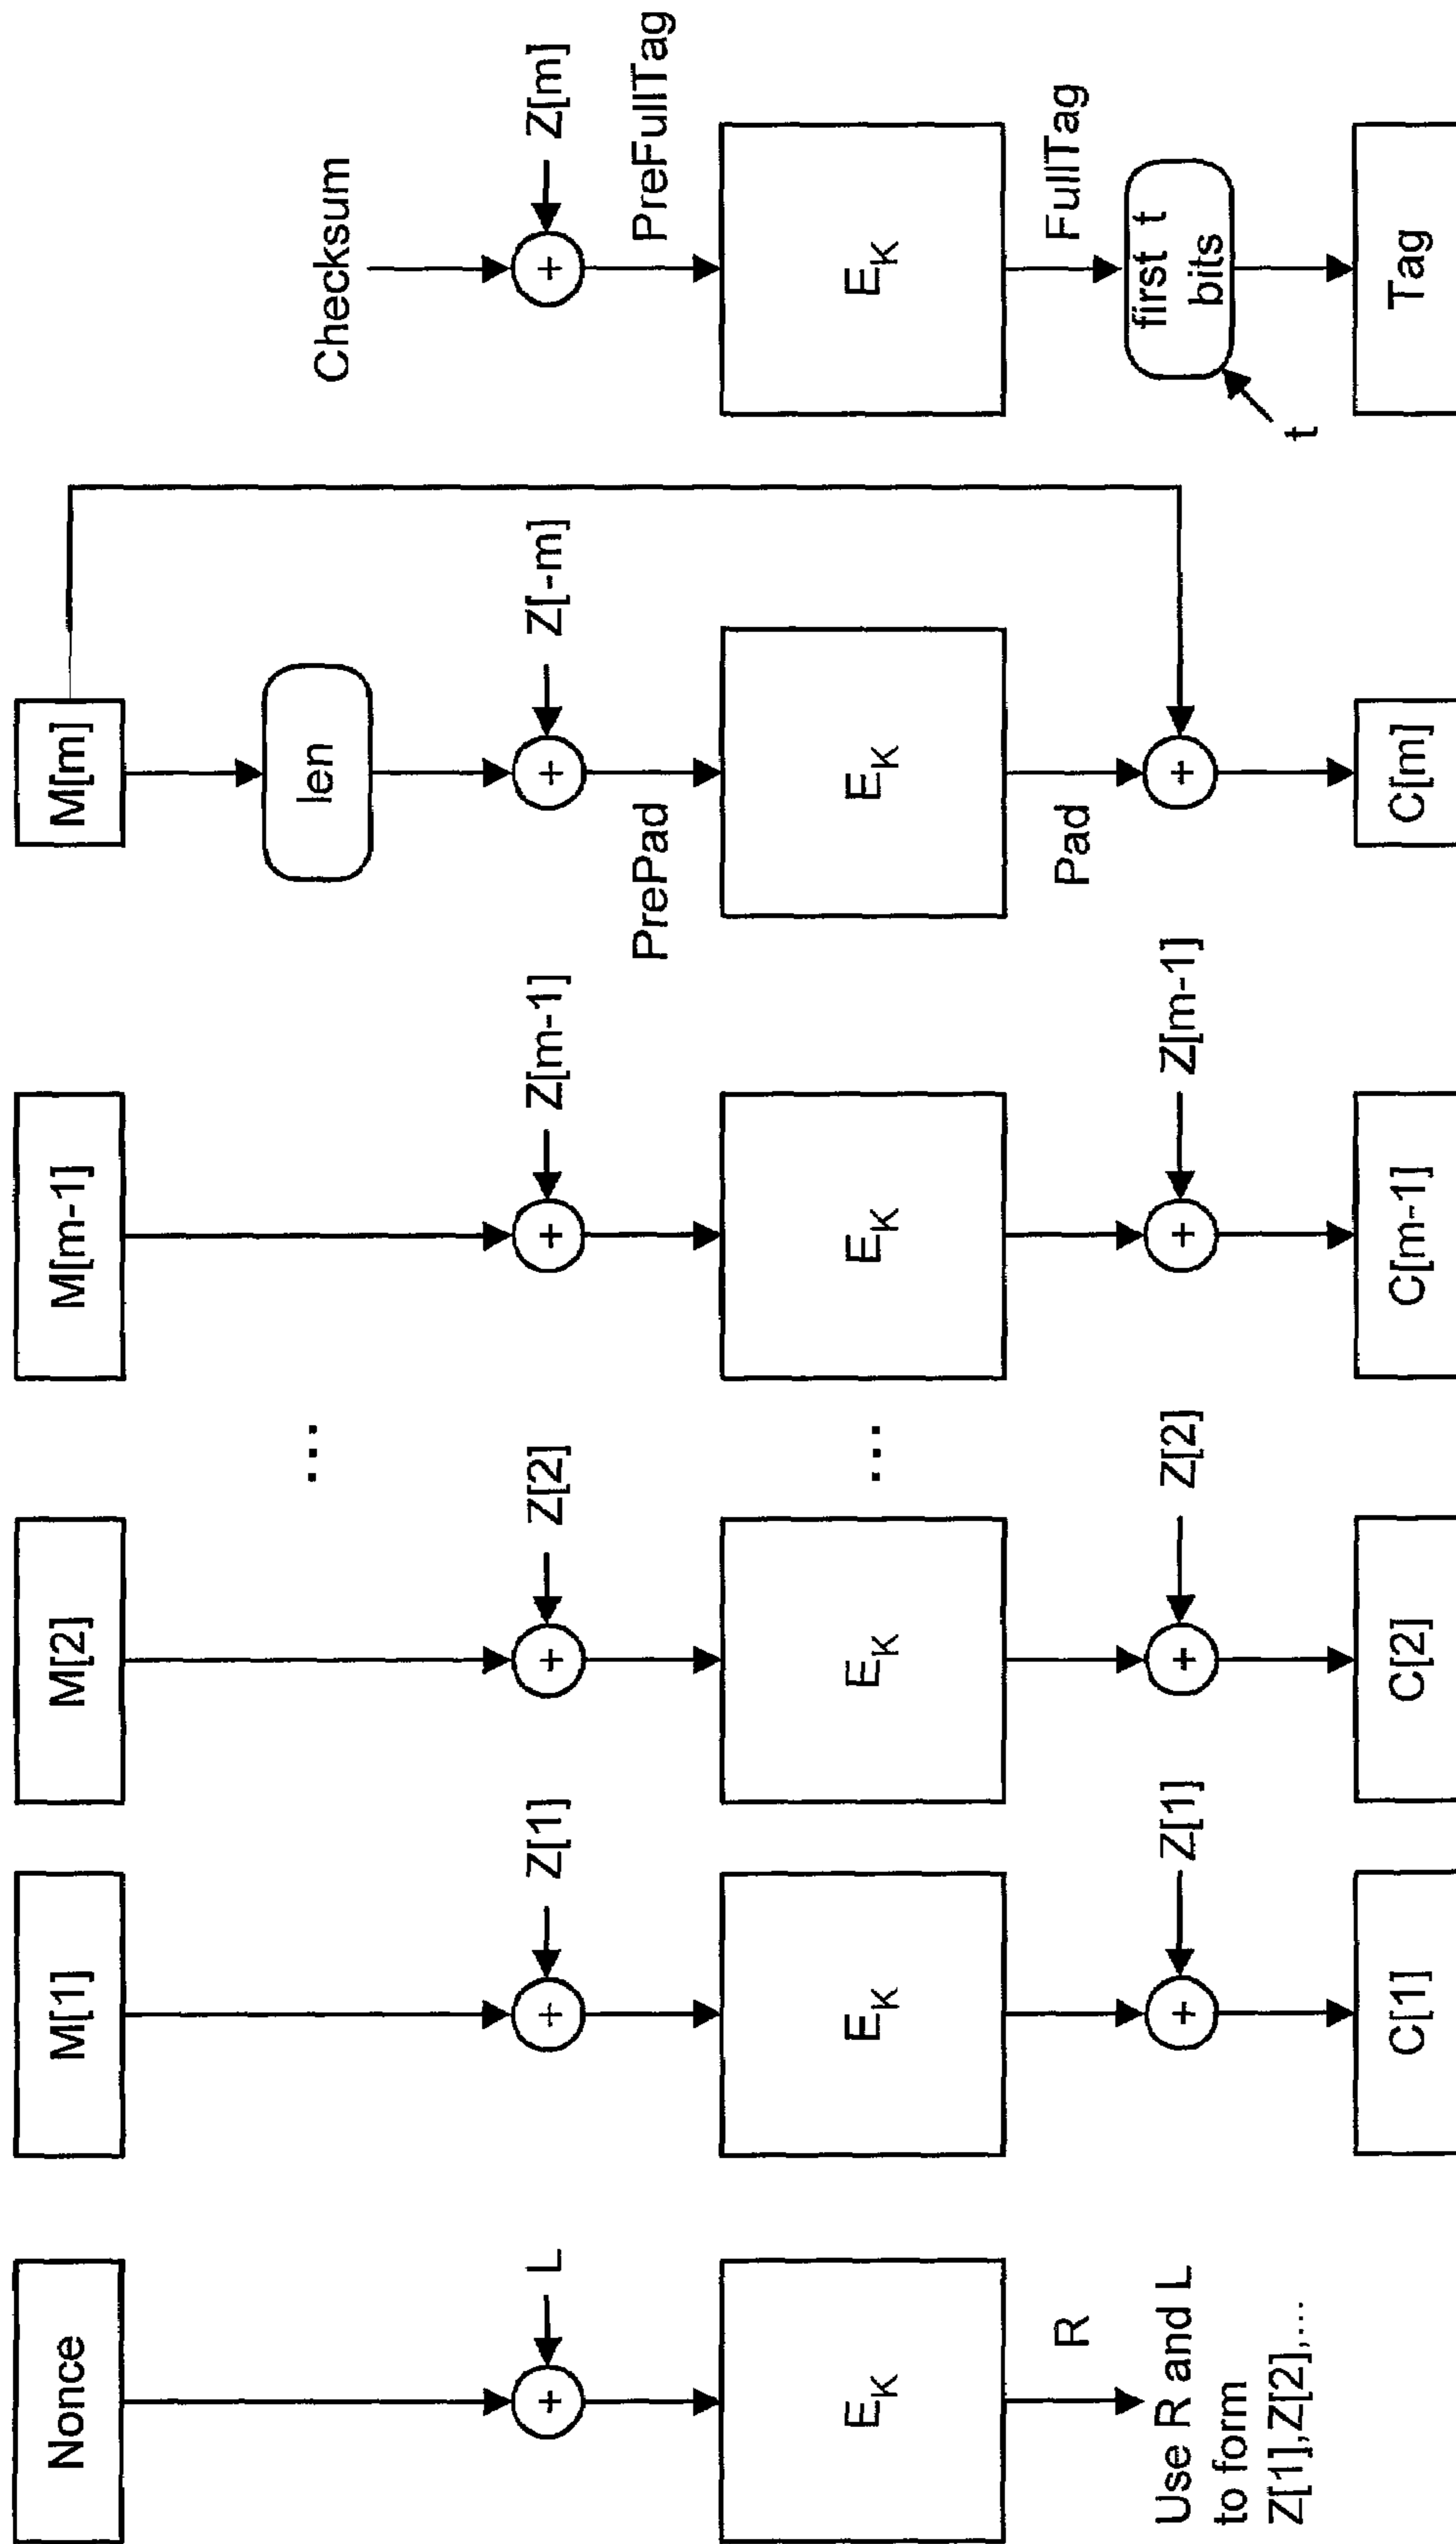 Nonce
L
+
E_K
R
Use R and L
to form
Z[1],Z[2],...
M[1]
Z[1]
+
E_K
Z[1]
+
C[1]
M[2]
Z[2]
+
E_K
Z[2]
+
C[2]
...
...
M[m-1]
Z[m-1]
+
E_K
Z[m-1]
+
C[m-1]
M[m]
len
Z[-m]
+
PrePad
E_K
Pad
+
C[m]
Checksum
Z[m]
+
PreFullTag
E_K
FullTag
first t
bits
t
Tag